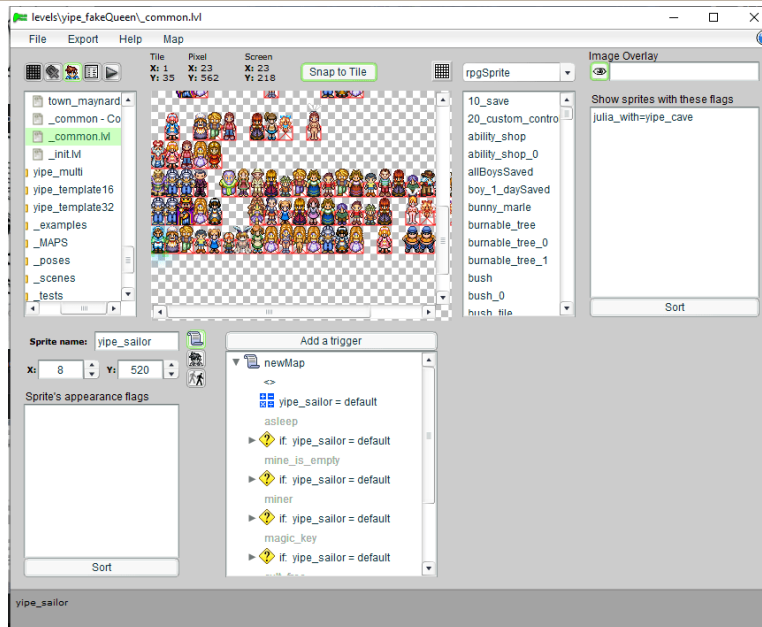 levels\yipe_fakeQueen\_common.lvl
File Export Help Map
Tile Pixel Screen
X: 1 X: 23 X: 23
Y: 35 Y: 562 Y: 218
Snap to Tile
rpgSprite
Image Overlay
town_maynard
_common - Co
_common.lvl
_init.lvl
yipe_multi
yipe_template16
yipe_template32
_examples
_MAPS
_poses
_scenes
_tests
10_save
20_custom_contro
ability_shop
ability_shop_0
allBoysSaved
boy_1_daySaved
bunny_marle
burnable_tree
burnable_tree_0
burnable_tree_1
bush
bush_0
bush_tile
Show sprites with these flags
julia_with=yipe_cave
Sort
Sprite name: yipe_sailor
X: 8 Y: 520
Sprite's appearance flags
Sort
Add a trigger
newMap
<>
yipe_sailor = default
asleep
if: yipe_sailor = default
mine_is_empty
if: yipe_sailor = default
miner
if: yipe_sailor = default
magic_key
if: yipe_sailor = default
yipe_sailor